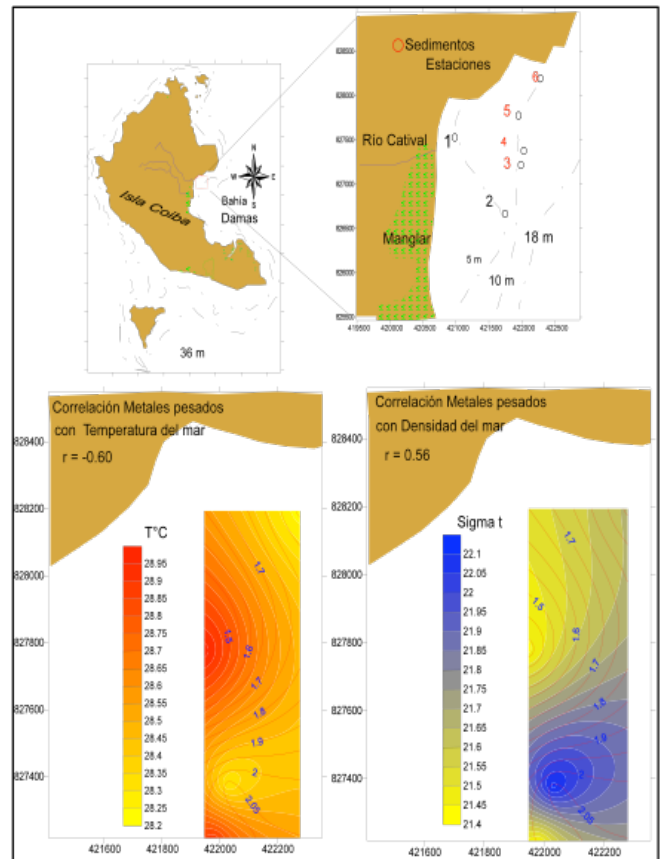 Sedimentos
Estaciones
828500
828000
827500
827000
826500
826000
825500
6
5
4
3
1
2
Río Catival
Manglar
18 m
5 m
10 m
419500 420000 420500 421000 421500 422000 422500
N
W E
S
Isla Coiba
Bahía
Damas
36 m
Correlación Metales pesados
con Temperatura del mar
r = -0.60
828400
828200
828000
827800
827600
827400
T°C
28.95
28.9
28.85
28.8
28.75
28.7
28.65
28.6
28.55
28.5
28.45
28.4
28.35
28.3
28.25
28.2
1.7
1.5
1.6
1.7
1.8
1.9
2
2.05
421600 421800 422000 422200
Correlación Metales pesados
con Densidad del mar
r = 0.56
828400
828200
828000
827800
827600
827400
Sigma t
22.1
22.05
22
21.95
21.9
21.85
21.8
21.75
21.7
21.65
21.6
21.55
21.5
21.45
21.4
1.7
1.5
1.6
1.7
1.8
1.9
2
2.05
421600 421800 422000 422200